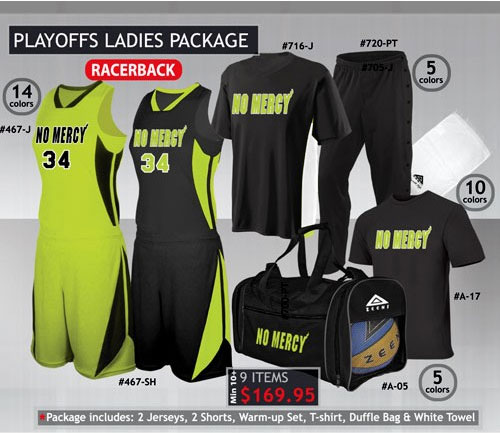 PLAYOFFS LADIES PACKAGE
RACERBACK
#716-J
#720-PT
#705-J
5
colors
14
colors
#467-J
NO MERCY
34
NO MERCY
34
NO MERCY
10
colors
NO MERCY
#A-17
ZEENI
NO MERCY
ZEEN
#467-SH
#A-05
5
colors
Min 10+
9 ITEMS
$169.95
*Package includes: 2 Jerseys, 2 Shorts, Warm-up Set, T-shirt, Duffle Bag & White Towel